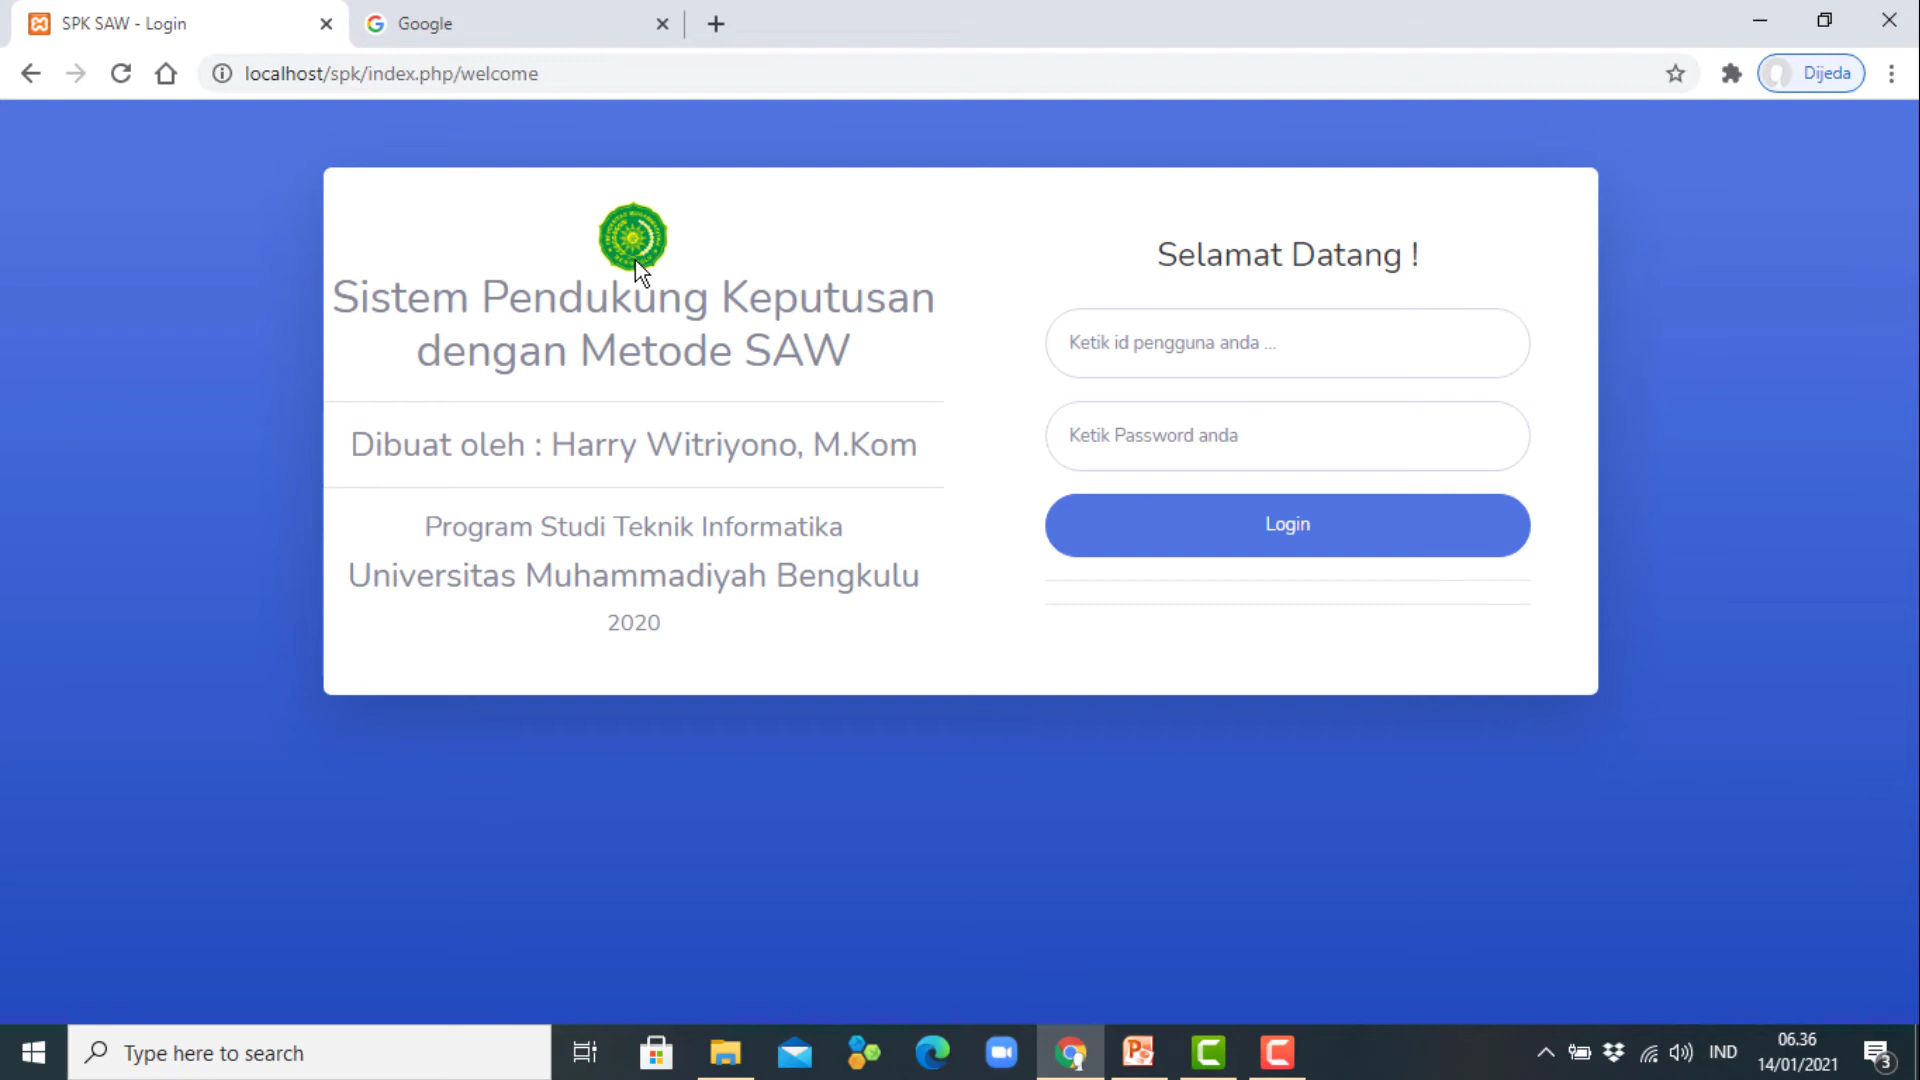 SPK SAW - Login
Google
localhost/spk/index.php/welcome
Dijeda
Sistem Pendukung Keputusan
dengan Metode SAW
Dibuat oleh : Harry Witriyono, M.Kom
Program Studi Teknik Informatika
Universitas Muhammadiyah Bengkulu
2020
Selamat Datang !
Ketik id pengguna anda ...
Ketik Password anda
Login
Type here to search
IND
06.36
14/01/2021
3